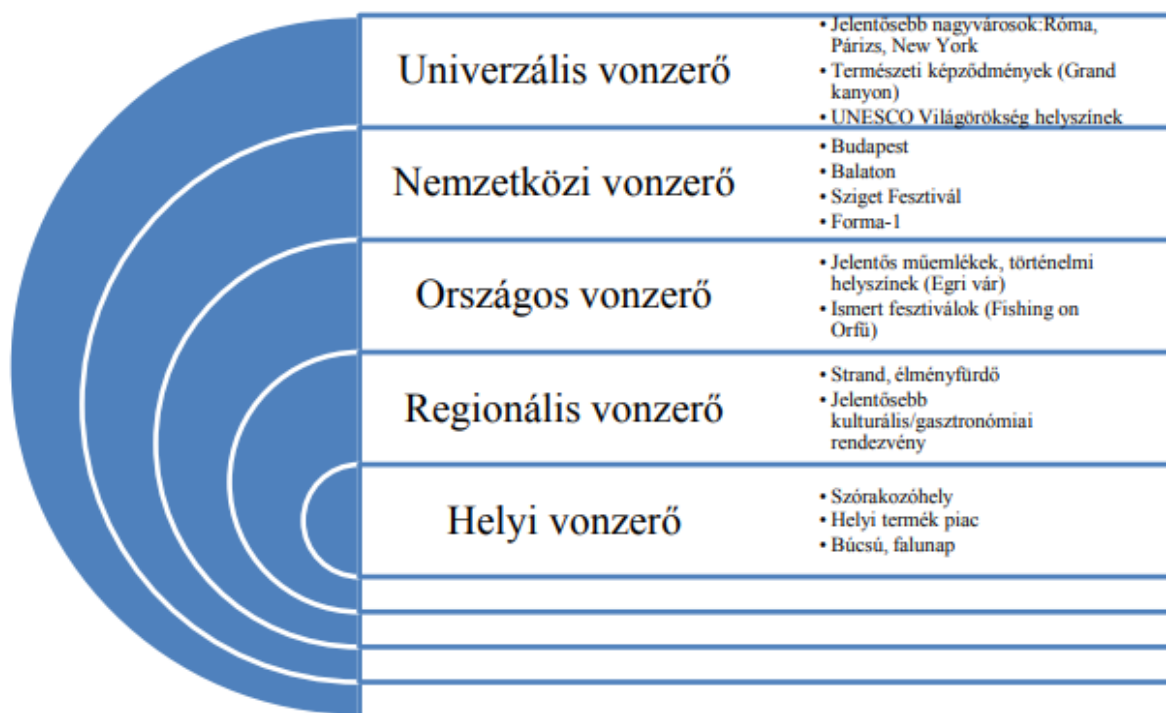 Univerzális vonzerő
• Jelentősebb nagyvárosok:Róma,
Párizs, New York
• Természeti képződmények (Grand
kanyon)
• UNESCO Világörökség helyszínek
Nemzetközi vonzerő
• Budapest
• Balaton
• Sziget Fesztivál
• Forma-1
Országos vonzerő
• Jelentős műemlékek, történelmi
helyszínek (Egri vár)
• Ismert fesztiválok (Fishing on
Orfű)
Regionális vonzerő
• Strand, élményfürdő
• Jelentősebb
kulturális/gasztronómiai
rendezvény
Helyi vonzerő
• Szórakozóhely
• Helyi termék piac
• Búcsú, falunap